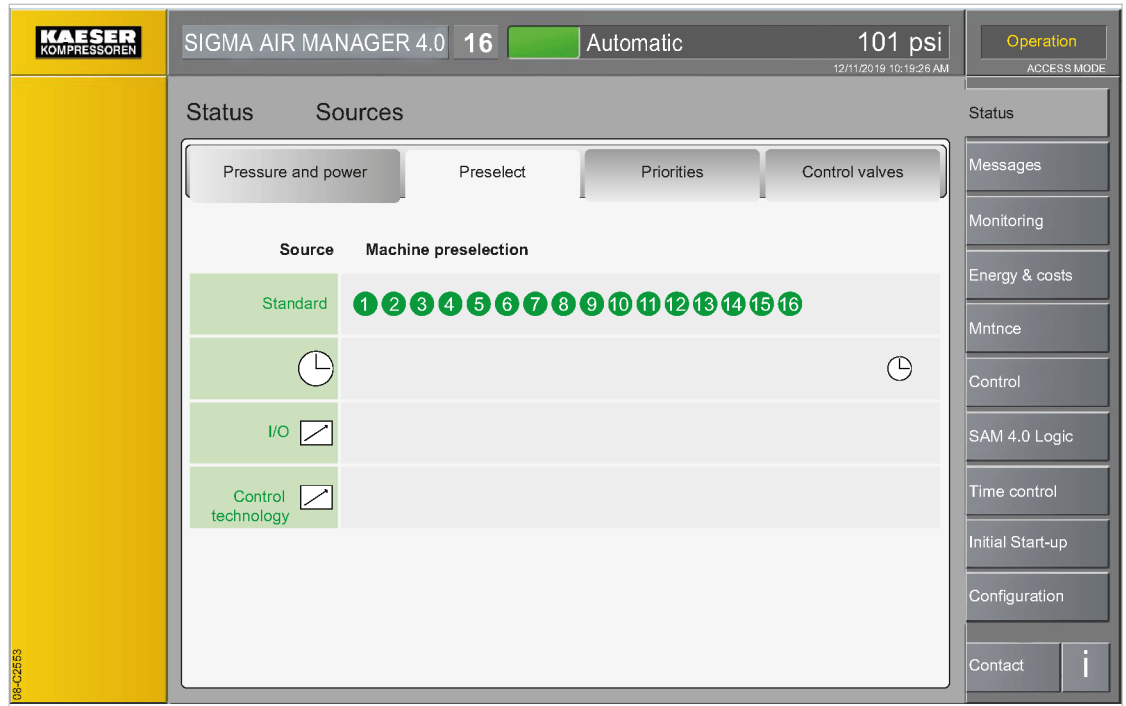 KAESER
KOMPRESSOREN
SIGMA AIR MANAGER 4.0 16 Automatic 101 psi
12/11/2019 10:19:26 AM
Operation
ACCESS MODE
Status Sources
Pressure and power Preselect Priorities Control valves
Source Machine preselection
Standard 1 2 3 4 5 6 7 8 9 10 11 12 13 14 15 16
I/O
Control
technology
Status
Messages
Monitoring
Energy & costs
Mntnce
Control
SAM 4.0 Logic
Time control
Initial Start-up
Configuration
Contact i
08-C2553